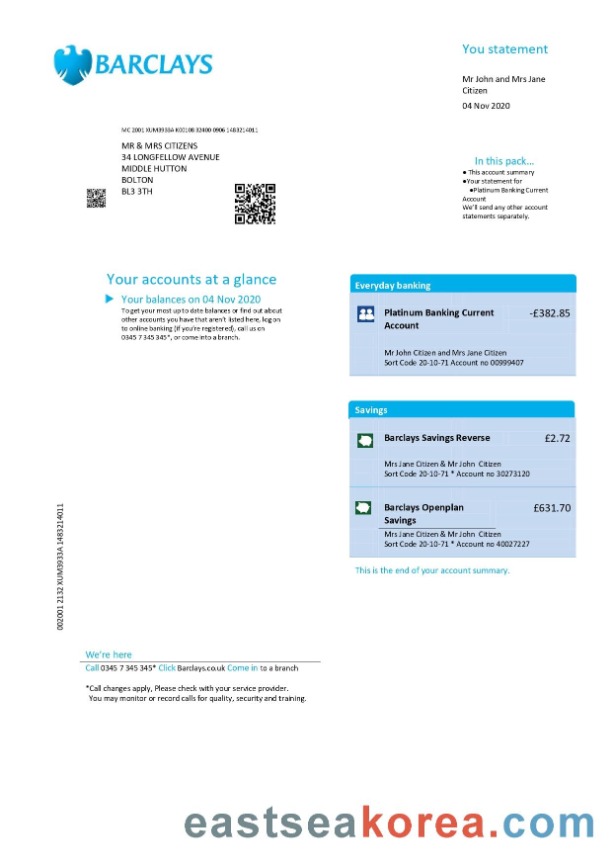 BARCLAYS
You statement
Mr John and Mrs Jane
Citizen
04 Nov 2020
MC 2001 XUM3933A R00108 32400 0906 1483214011
MR & MRS CITIZENS
34 LONGFELLOW AVENUE
MIDDLE HUTTON
BOLTON
BL3 3TH
In this pack...
● This account summary
●Your statement for
●Platinum Banking Current
Account
We'll send any other account
statements separately.
Your accounts at a glance
Your balances on 04 Nov 2020
To get your most up to date balances or find out about
other accounts you have that aren't listed here, log on
to online banking (if you're registered), call us on
0345 7 345 345*, or come into a branch.
Everyday banking
Platinum Banking Current
Account
-£382.85
Mr John Citizen and Mrs Jane Citizen
Sort Code 20-10-71 Account no 00999407
Savings
Barclays Savings Reverse
£2.72
Mrs Jane Citizen & Mr John Citizen
Sort Code 20-10-71 * Account no 30273120
Barclays Openplan
Savings
£631.70
Mrs Jane Citizen & Mr John Citizen
Sort Code 20-10-71 * Account no 40027227
This is the end of your account summary.
002001 2132 XUM3933A 1483214011
We're here
Call 0345 7 345 345* Click Barclays.co.uk Come in to a branch
*Call changes apply, Please check with your service provider.
You may monitor or record calls for quality, security and training.
eastseakorea.com